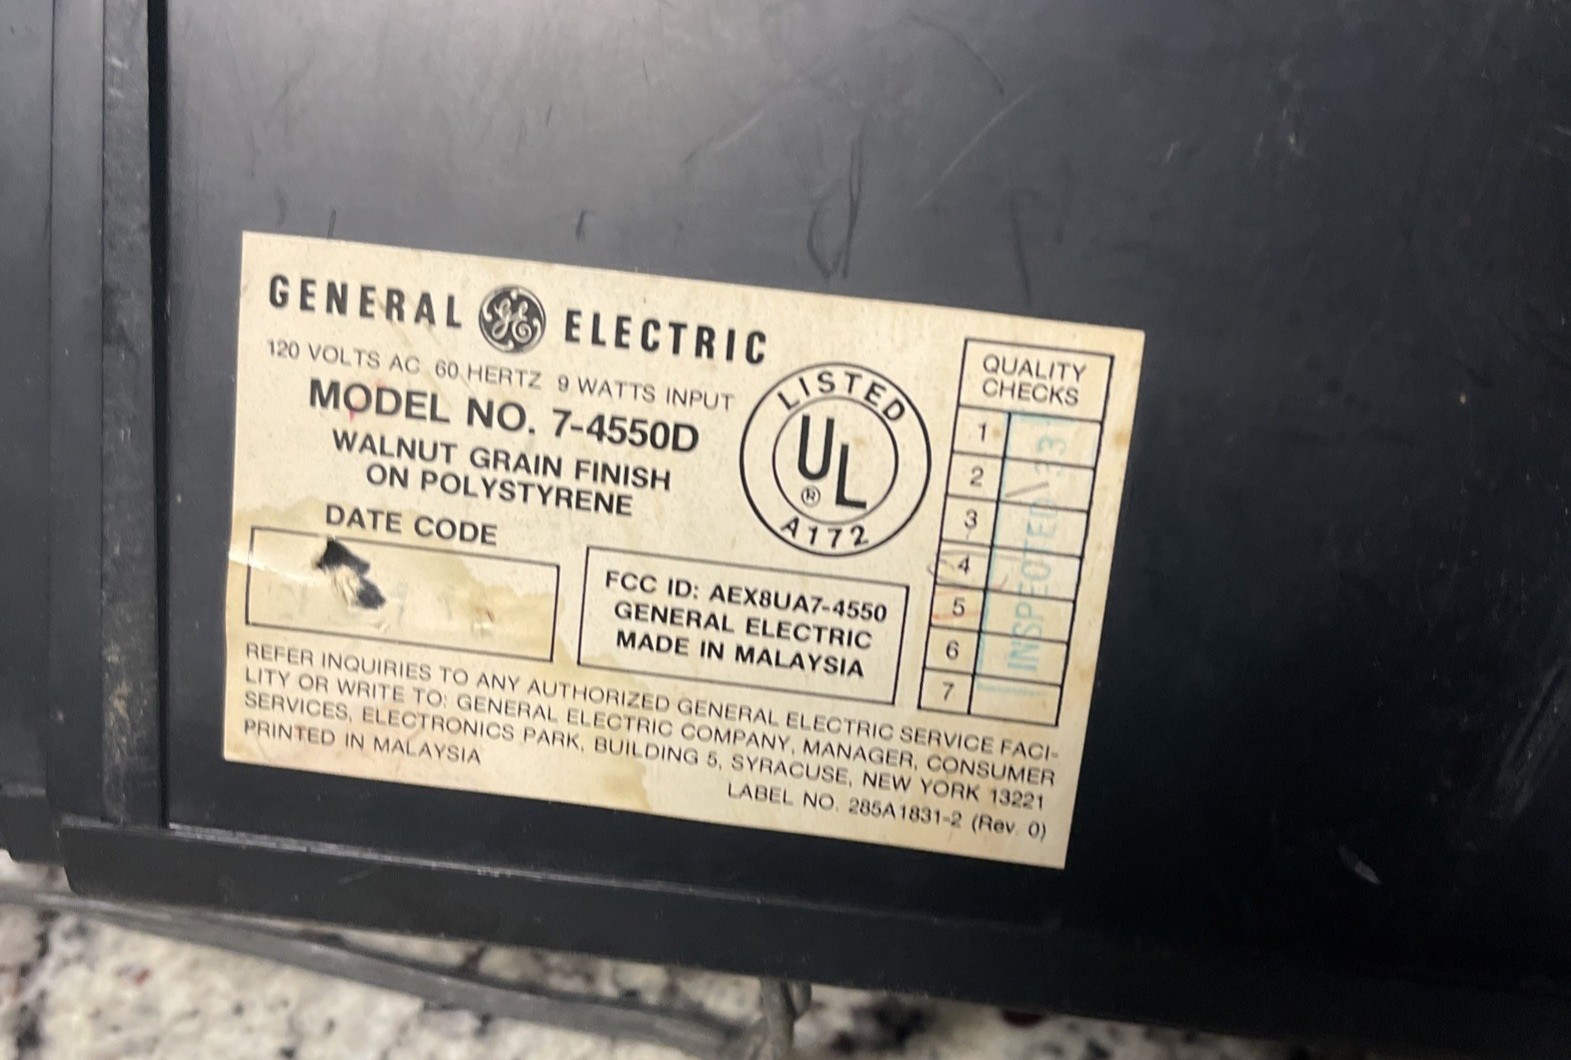 GENERAL GE ELECTRIC
120 VOLTS AC 60 HERTZ 9 WATTS INPUT
MODEL NO. 7-4550D
WALNUT GRAIN FINISH
ON POLYSTYRENE
DATE CODE
LISTED
UL
®
A172
FCC ID: AEX8UA7-4550
GENERAL ELECTRIC
MADE IN MALAYSIA
QUALITY
CHECKS
1
2
3
4
5
6
7
INSPECTED 33
REFER INQUIRIES TO ANY AUTHORIZED GENERAL ELECTRIC SERVICE FACI-
LITY OR WRITE TO: GENERAL ELECTRIC COMPANY, MANAGER, CONSUMER
SERVICES, ELECTRONICS PARK, BUILDING 5, SYRACUSE, NEW YORK 13221
PRINTED IN MALAYSIA
LABEL NO. 285A1831-2 (Rev. 0)